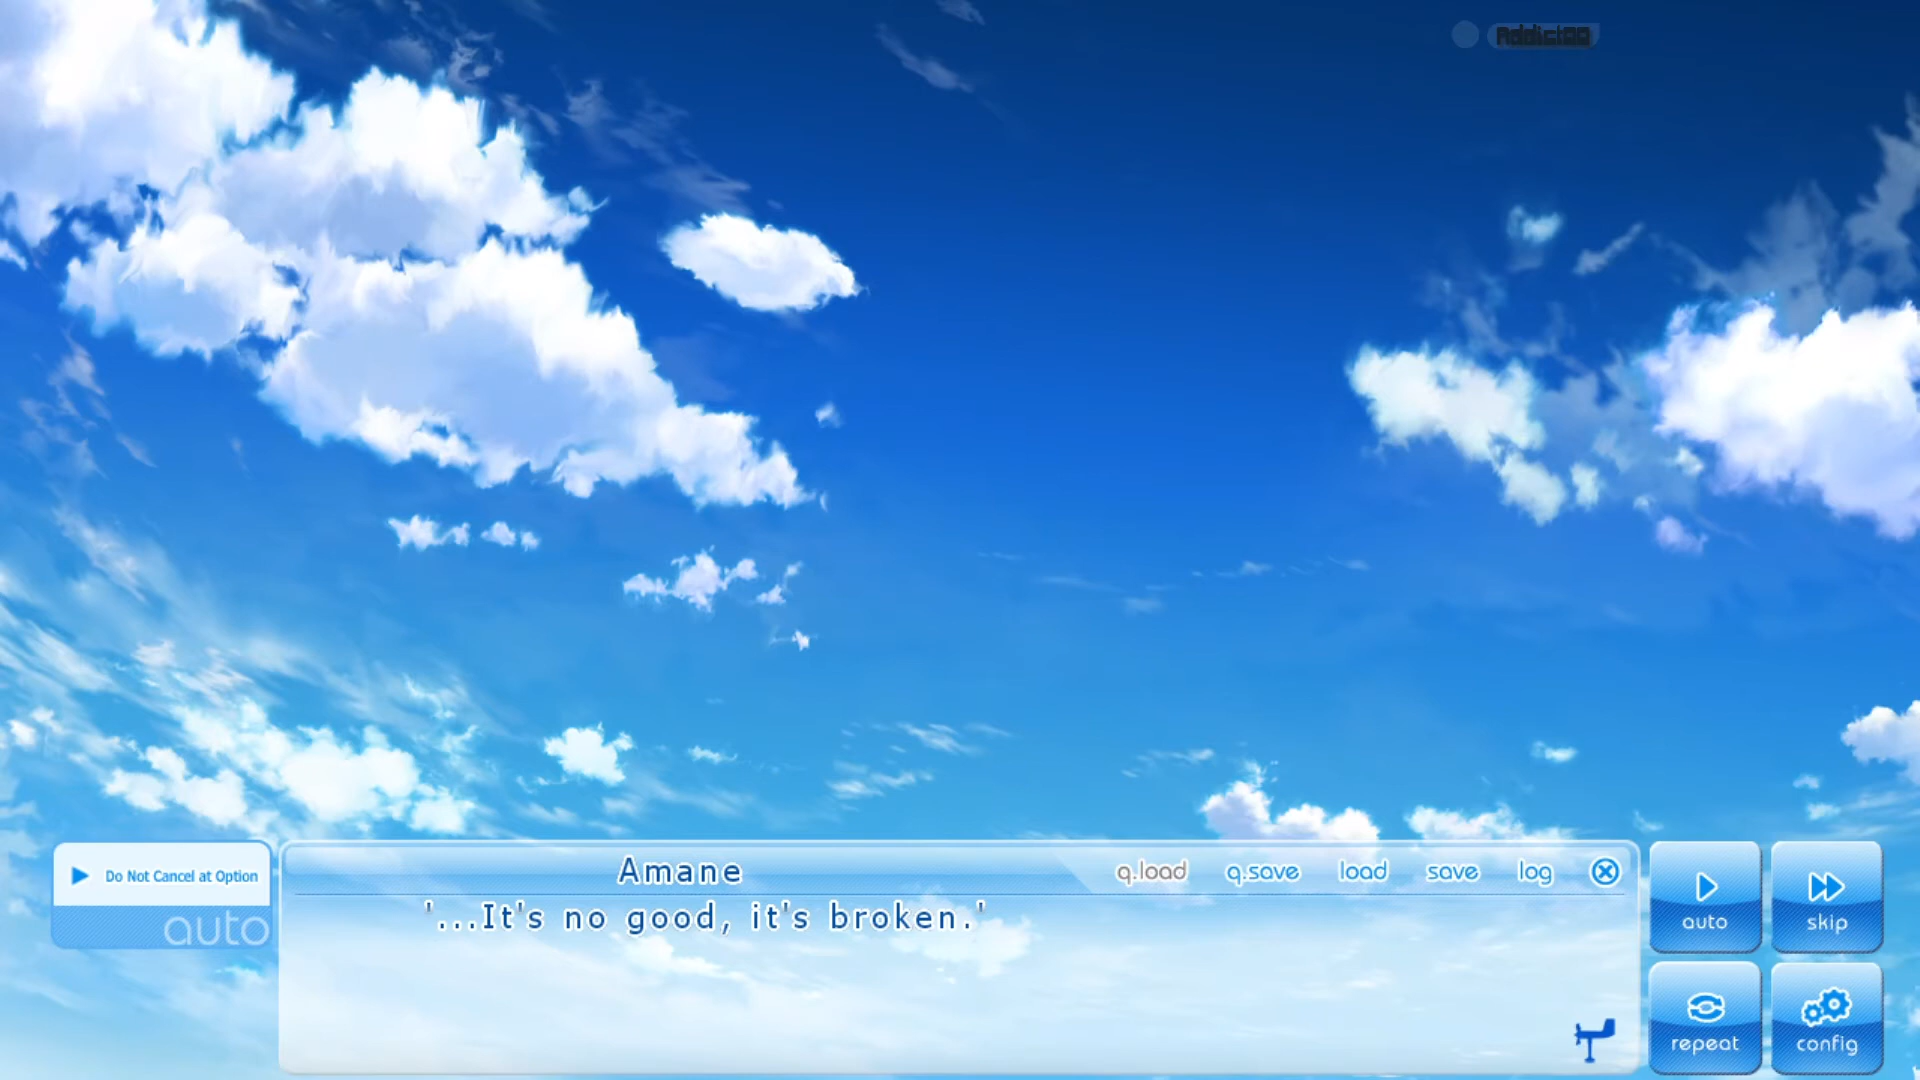 Addict99
Amane
q.load q.save load save log
'...It's no good, it's broken.'
Do Not Cancel at Option
auto
auto
skip
repeat
config